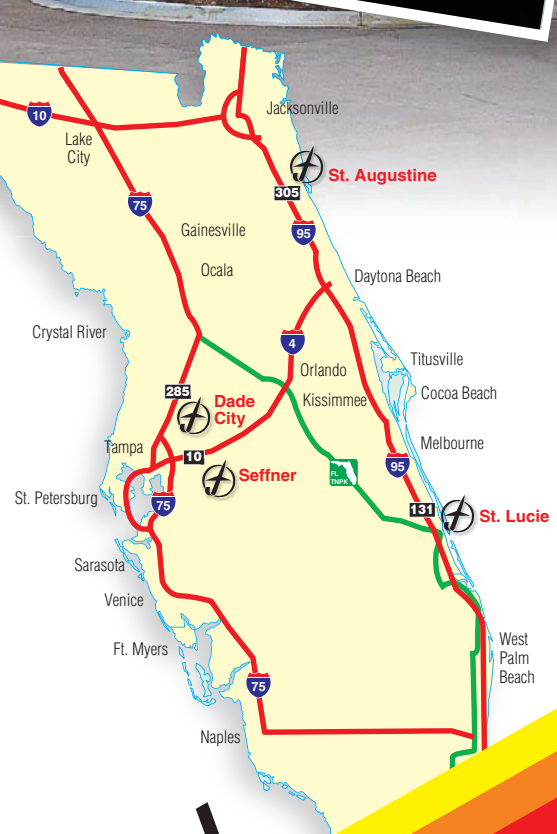 Jacksonville
10
Lake
City
St. Augustine
305
75
Gainesville
95
Ocala
Daytona Beach
Crystal River
4
Titusville
Orlando
285
Cocoa Beach
Kissimmee
Dade
City
Melbourne
Tampa
10
95
Seffner
FL
TNPK
St. Petersburg
75
131
St. Lucie
Sarasota
Venice
West
Palm
Beach
Ft. Myers
75
Naples